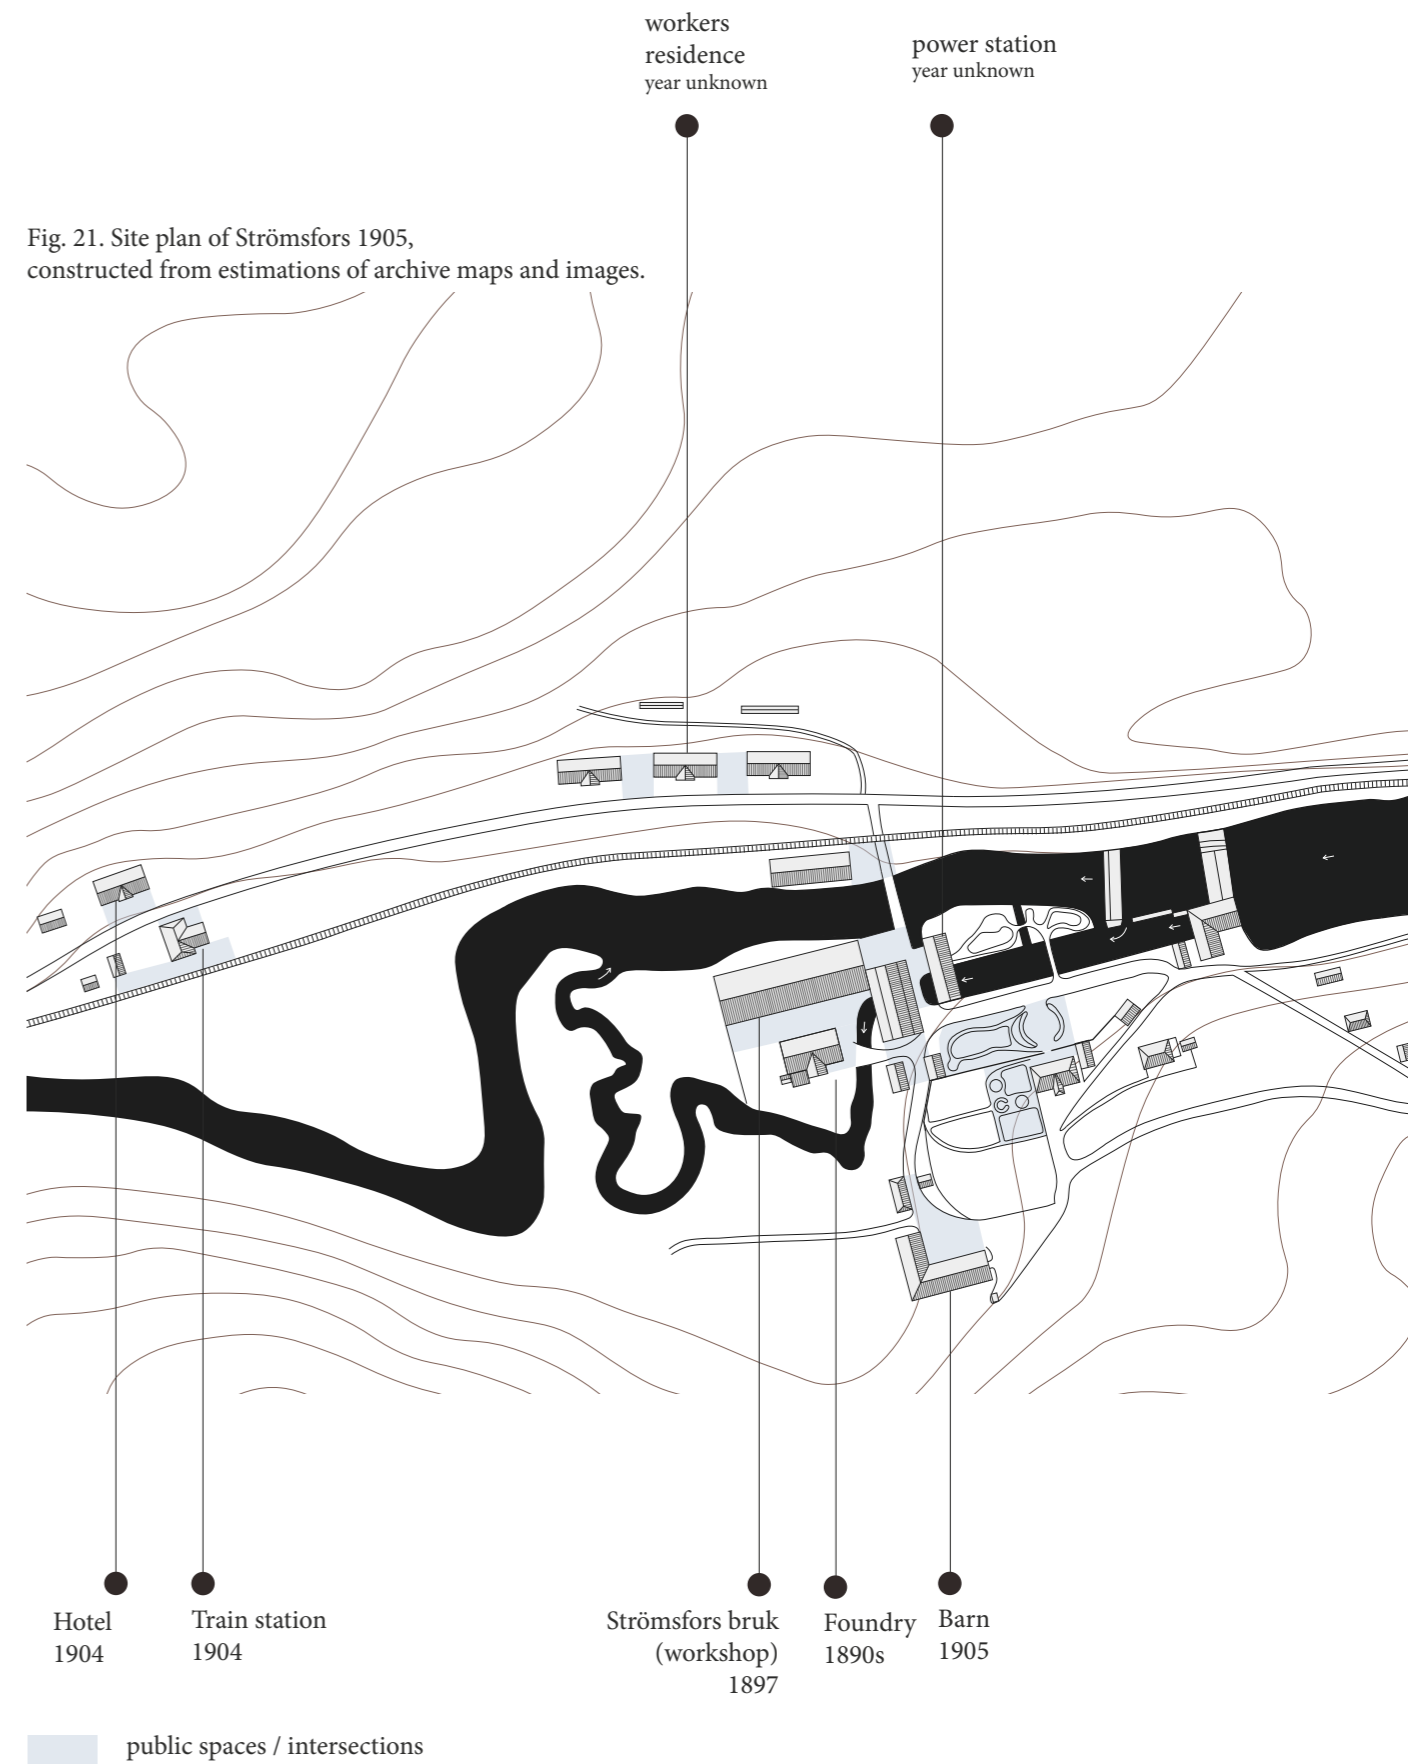 workers
residence
year unknown
power station
year unknown
Fig. 21. Site plan of Strömsfors 1905,
constructed from estimations of archive maps and images.
Hotel
1904
Train station
1904
Strömsfors bruk
(workshop)
1897
Foundry
1890s
Barn
1905
public spaces / intersections